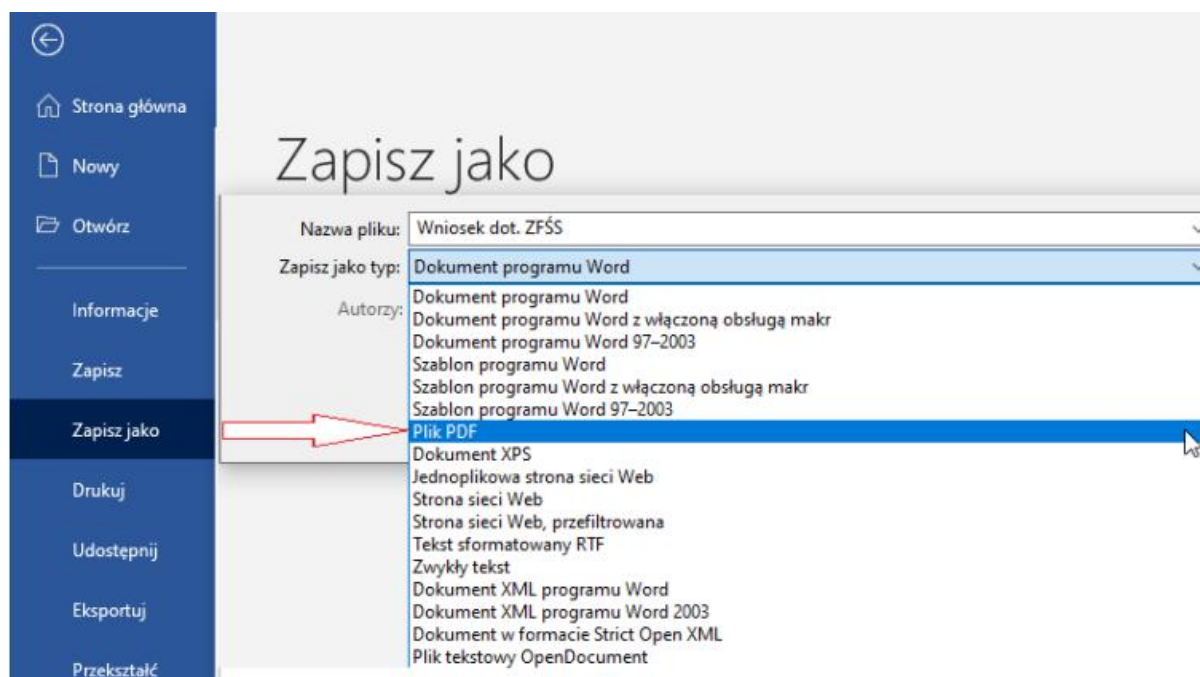 Strona główna
Nowy
Otwórz
Informacje
Zapisz
Zapisz jako
Drukuj
Udostępnij
Eksportuj
Przekształć
Zapisz jako
Nazwa pliku: Wniosek dot. ZFŚS
Zapisz jako typ: Dokument programu Word
Autorzy:
Dokument programu Word
Dokument programu Word z włączoną obsługą makr
Dokument programu Word 97–2003
Szablon programu Word
Szablon programu Word z włączoną obsługą makr
Szablon programu Word 97–2003
Plik PDF
Dokument XPS
Jednoplikowa strona sieci Web
Strona sieci Web
Strona sieci Web, przefiltrowana
Tekst sformatowany RTF
Zwykły tekst
Dokument XML programu Word
Dokument XML programu Word 2003
Dokument w formacie Strict Open XML
Plik tekstowy OpenDocument